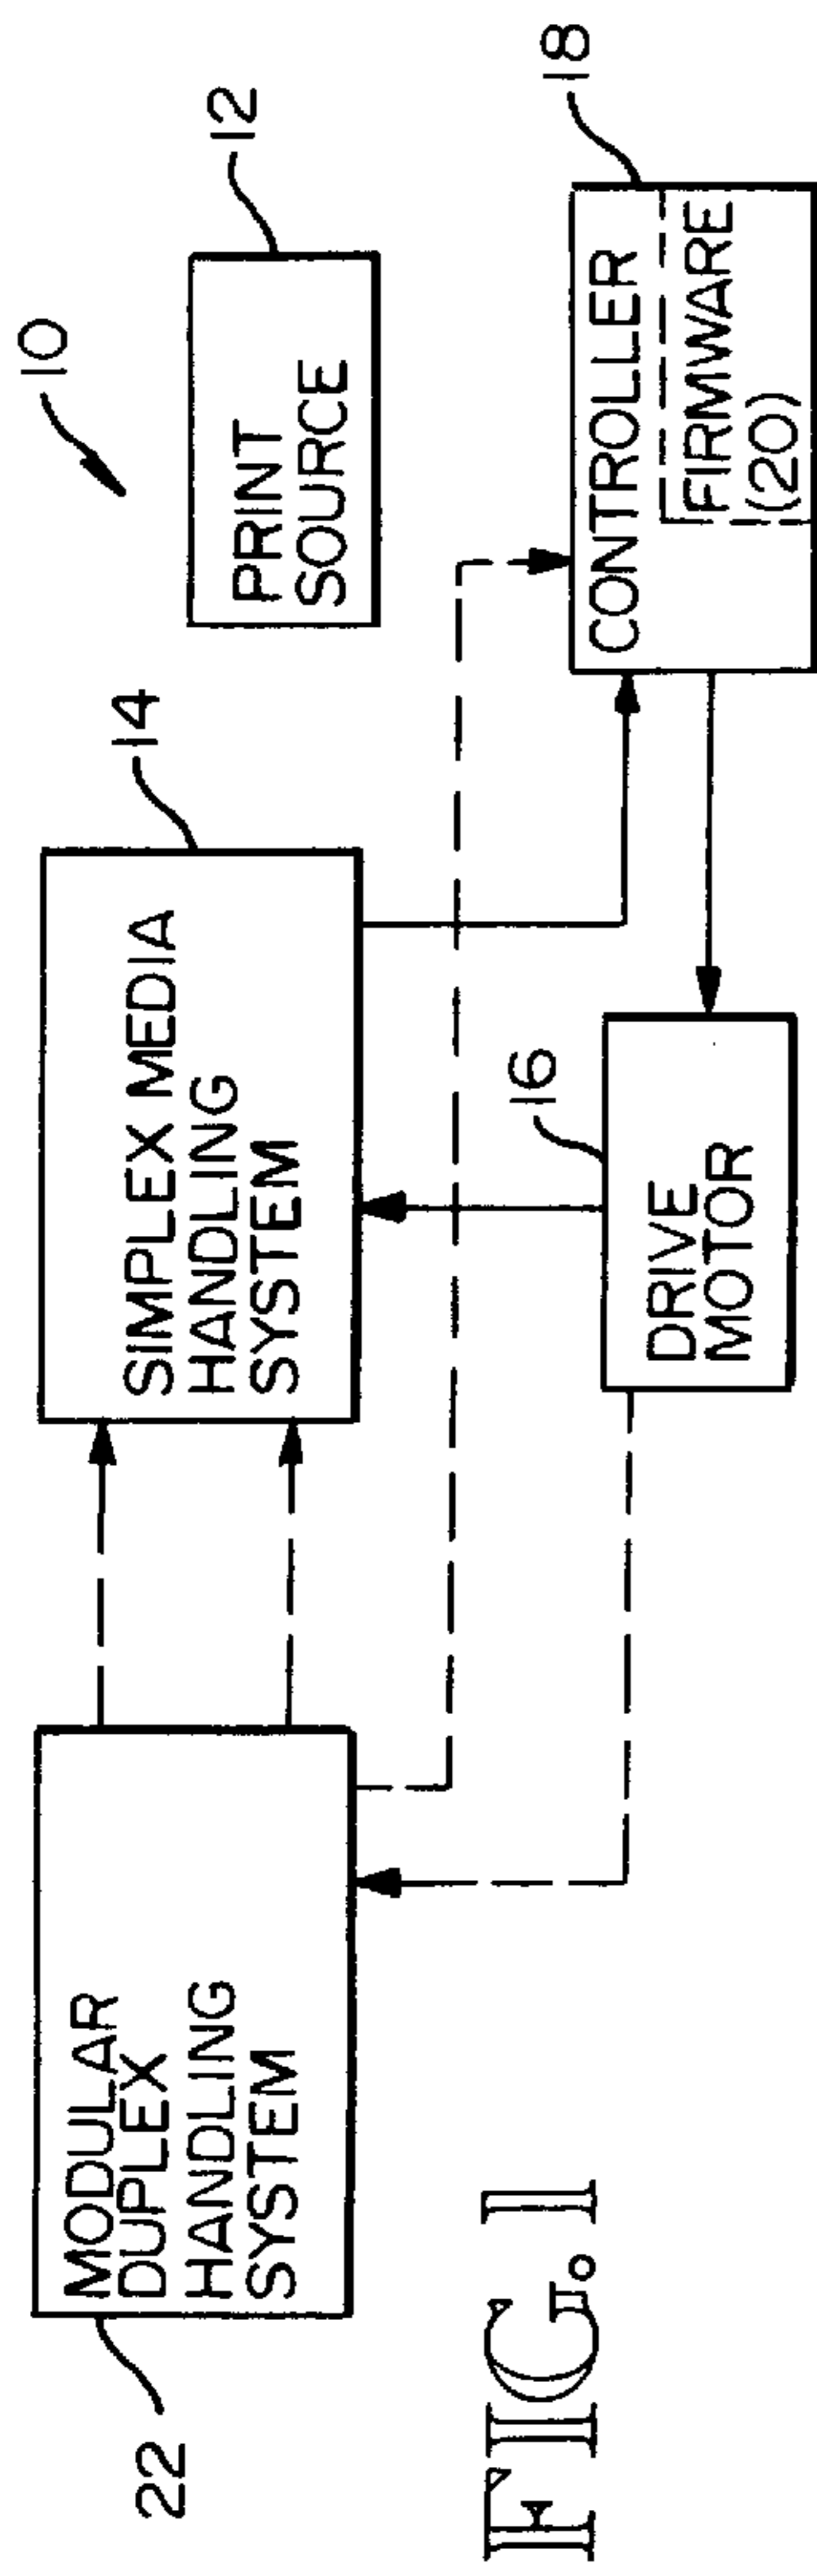 10
12
PRINT
SOURCE
14
SIMPLEX MEDIA
HANDLING
SYSTEM
MODULAR
DUPLEX
HANDLING
SYSTEM
22
16
DRIVE
MOTOR
18
CONTROLLER
FIRMWARE
(20)
FIG. 1